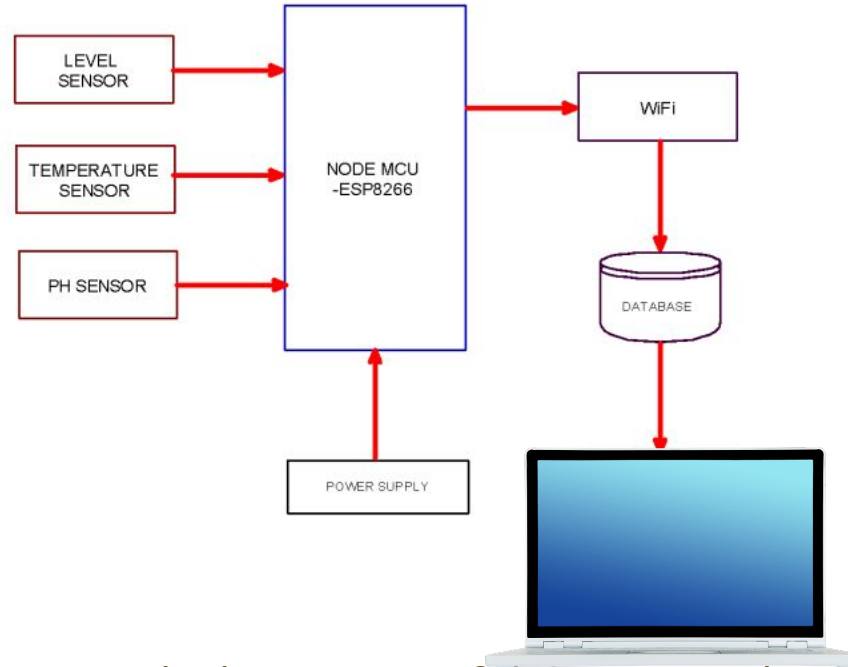 LEVEL
SENSOR
TEMPERATURE
SENSOR
PH SENSOR
NODE MCU
-ESP8266
WiFi
DATABASE
POWER SUPPLY